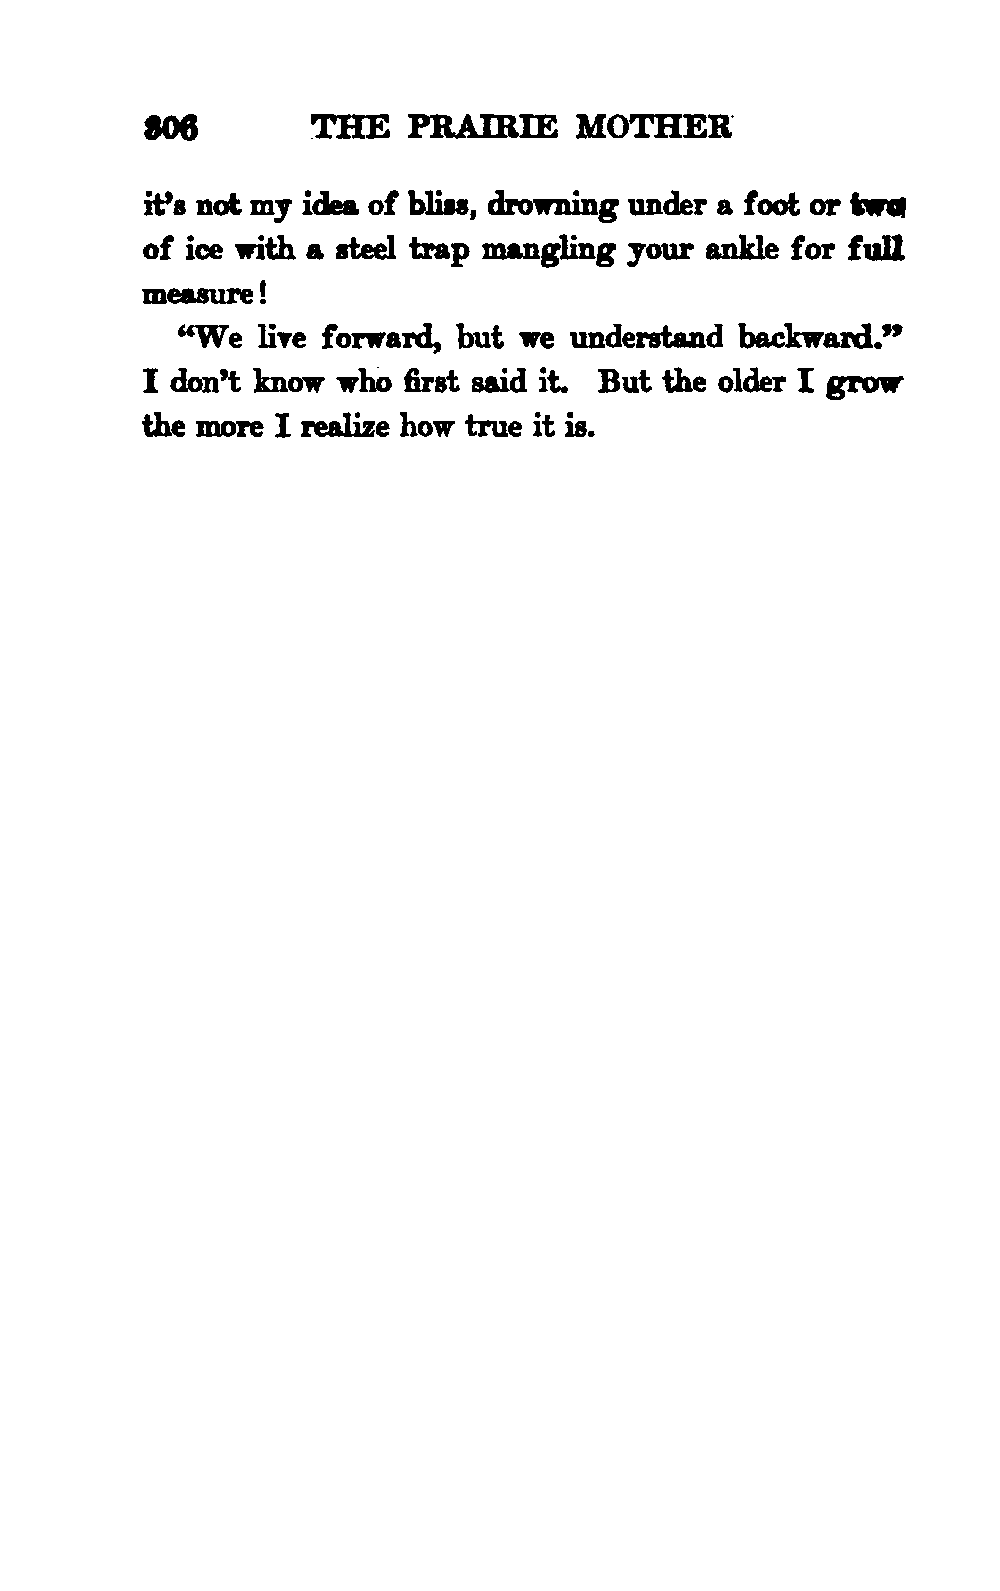 306 THE PRAIRIE MOTHER
it's not my idea of bliss, drowning under a foot or two
of ice with a steel trap mangling your ankle for full
measure!
"We live forward, but we understand backward."
I don't know who first said it. But the older I grow
the more I realize how true it is.